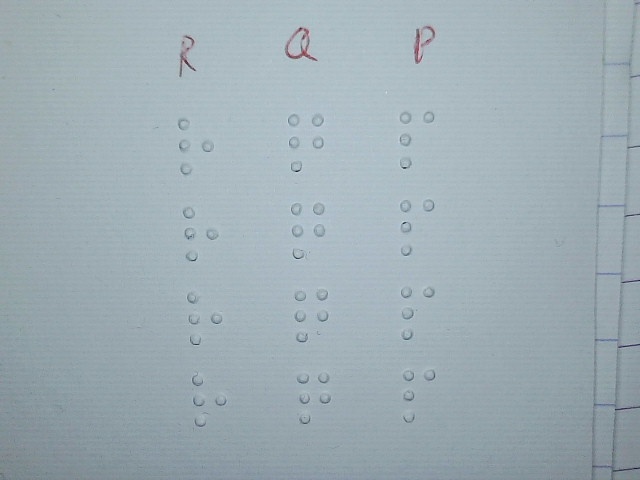 R Q P
⠗ ⠟ ⠏
⠗ ⠟ ⠏
⠗ ⠟ ⠏
⠗ ⠟ ⠏